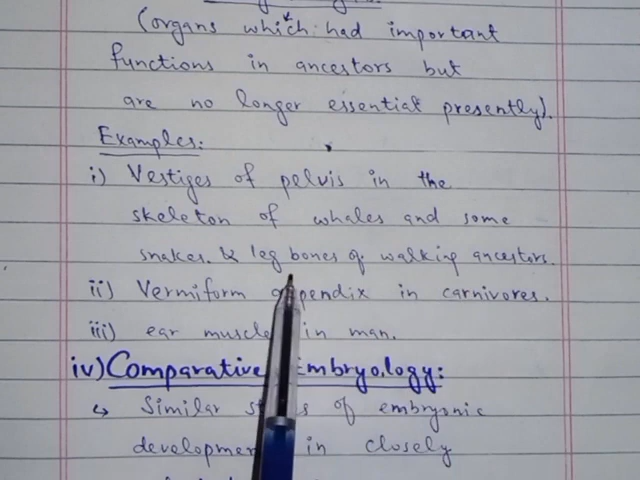 (organs which had important
functions in ancestors but
are no longer essential presently).
Examples:
i) Vestiges of pelvis in the
skeleton of whales and some
snakes. & leg bones of walking ancestors.
ii) Vermiform appendix in carnivores.
iii) ear muscles in man.
iv) Comparative Embryology:
↳ Similar of embryonic
development in closely